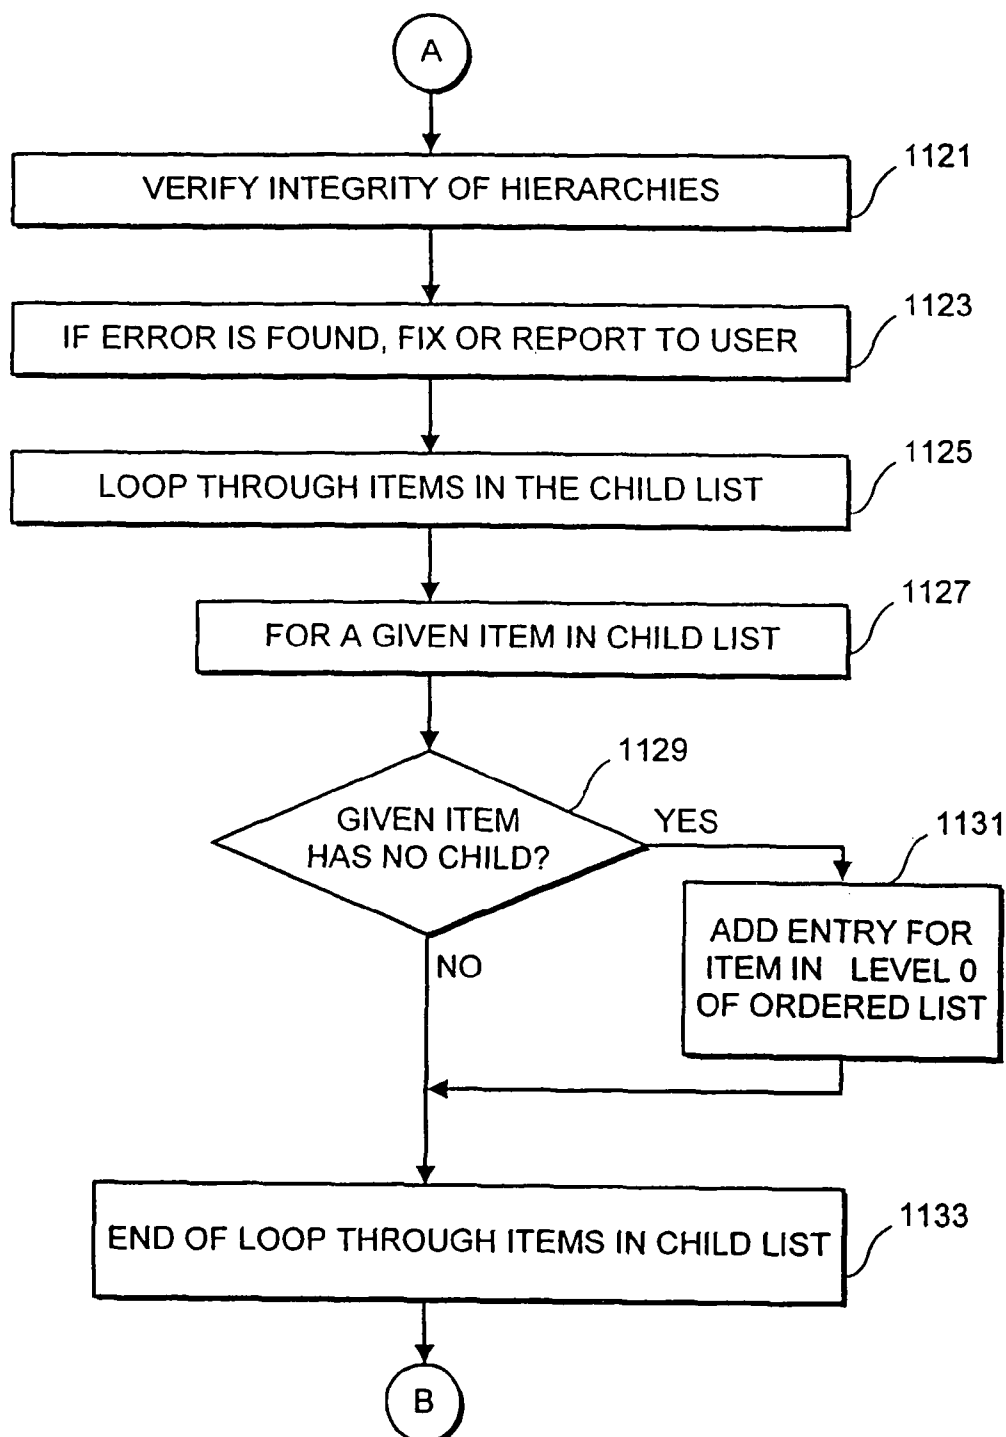 A
1121
VERIFY INTEGRITY OF HIERARCHIES
1123
IF ERROR IS FOUND, FIX OR REPORT TO USER
1125
LOOP THROUGH ITEMS IN THE CHILD LIST
1127
FOR A GIVEN ITEM IN CHILD LIST
1129
GIVEN ITEM
HAS NO CHILD?
YES
1131
ADD ENTRY FOR
ITEM IN LEVEL 0
OF ORDERED LIST
NO
1133
END OF LOOP THROUGH ITEMS IN CHILD LIST
B